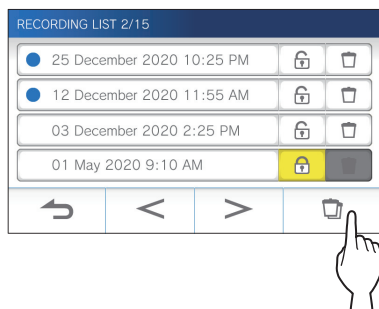 RECORDING LIST 2/15
25 December 2020 10:25 PM
12 December 2020 11:55 AM
03 December 2020 2:25 PM
01 May 2020 9:10 AM